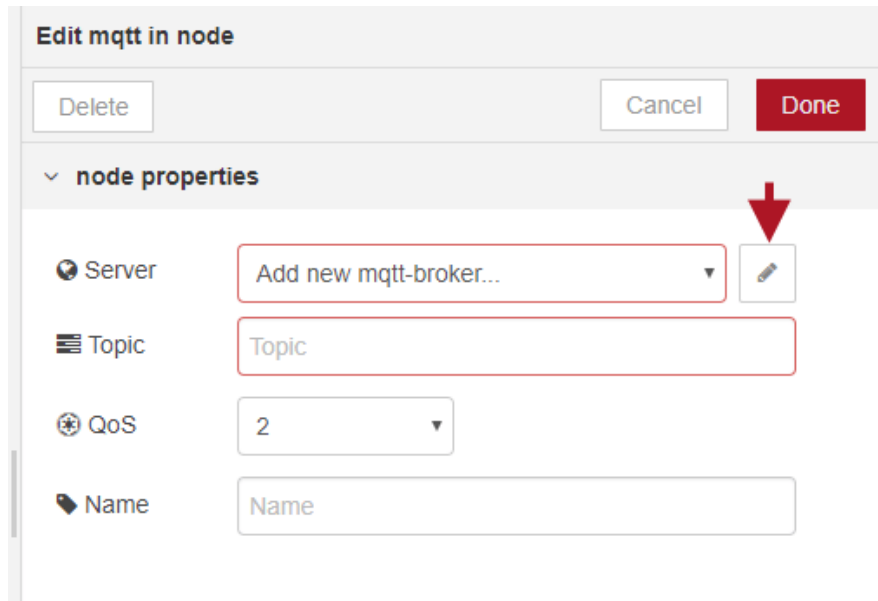 Edit mqtt in node
Delete
Cancel
Done
node properties
Server
Add new mqtt-broker...
Topic
Topic
QoS
2
Name
Name